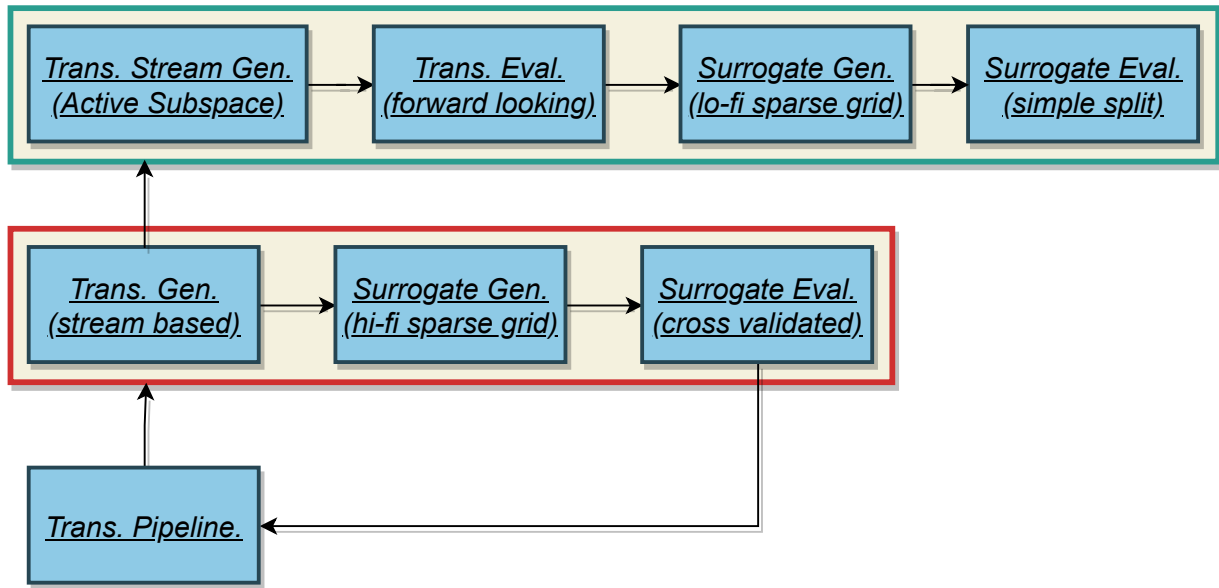 Trans. Stream Gen.
(Active Subspace)
Trans. Eval.
(forward looking)
Surrogate Gen.
(lo-fi sparse grid)
Surrogate Eval.
(simple split)
Trans. Gen.
(stream based)
Surrogate Gen.
(hi-fi sparse grid)
Surrogate Eval.
(cross validated)
Trans. Pipeline.